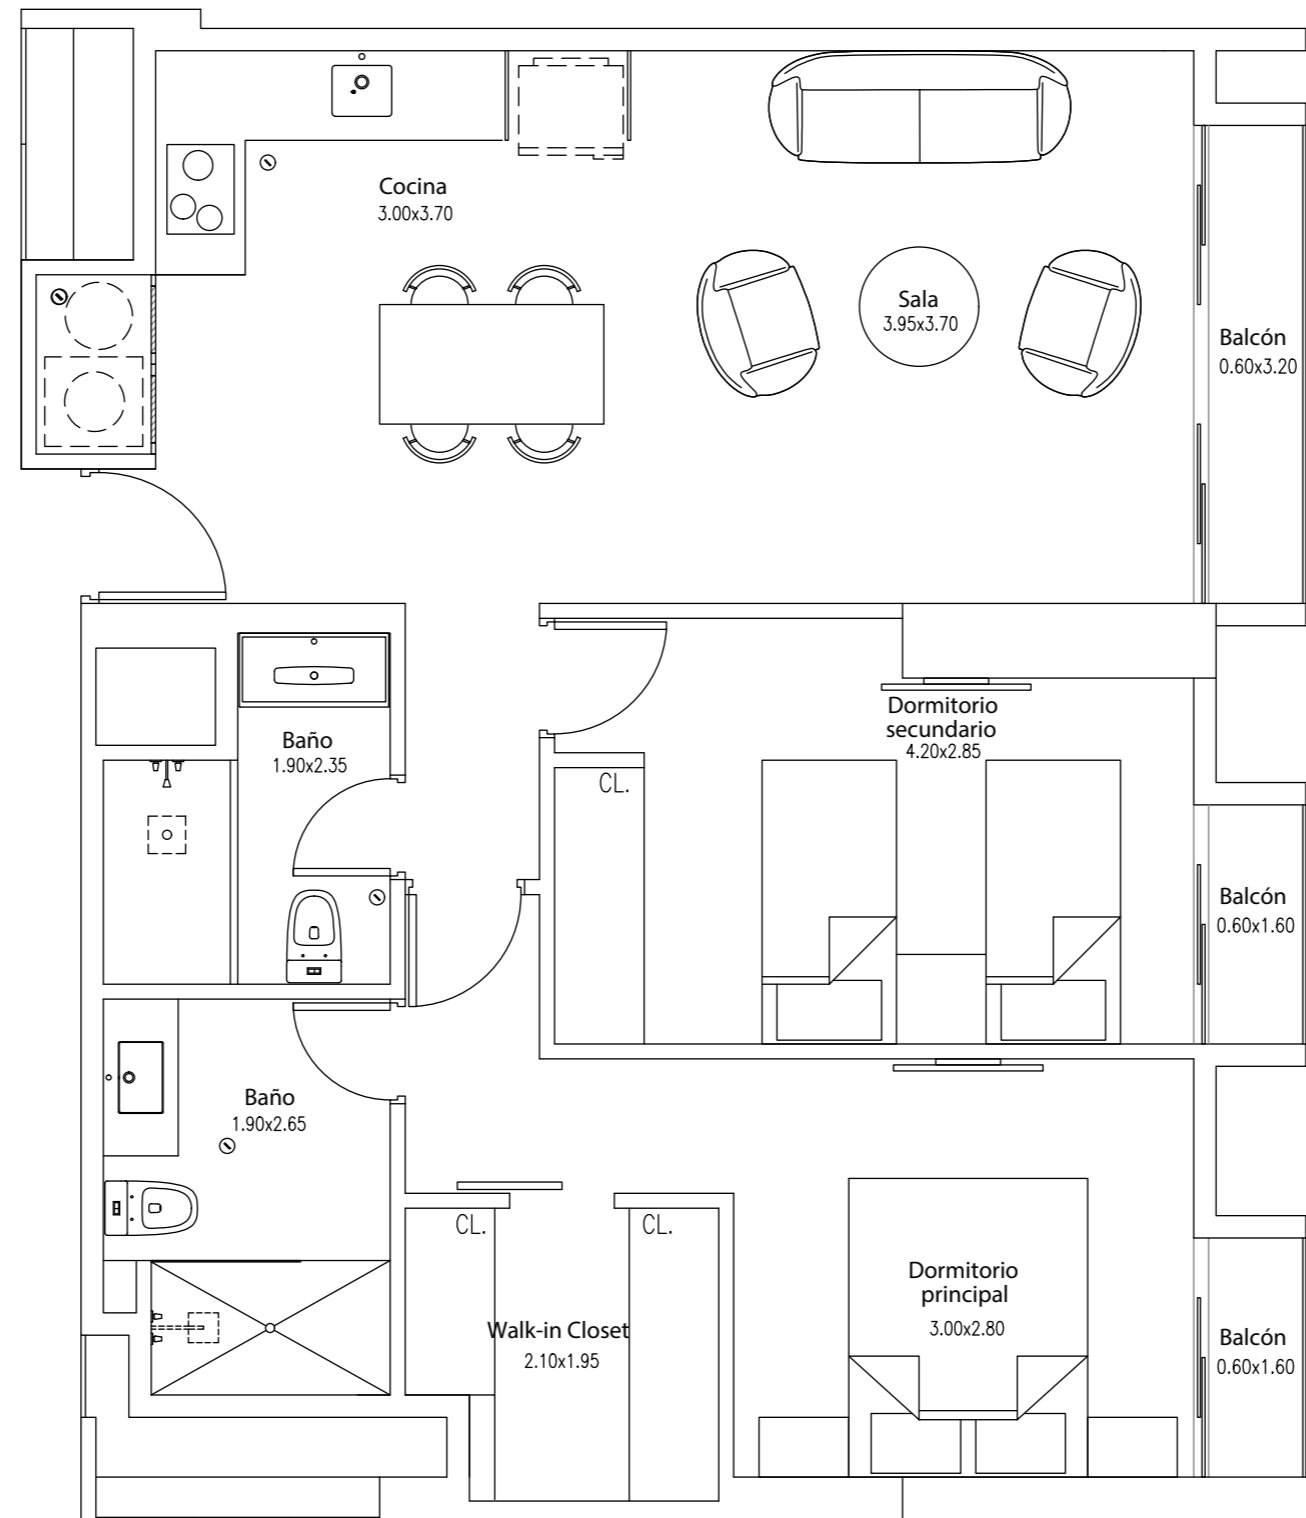 Cocina
3.00x3.70
Sala
3.95x3.70
Balcón
0.60x3.20
Dormitorio
secundario
4.20x2.85
Baño
1.90x2.35
CL.
Balcón
0.60x1.60
Baño
1.90x2.65
CL.
CL.
Dormitorio
principal
3.00x2.80
Walk-in Closet
2.10x1.95
Balcón
0.60x1.60